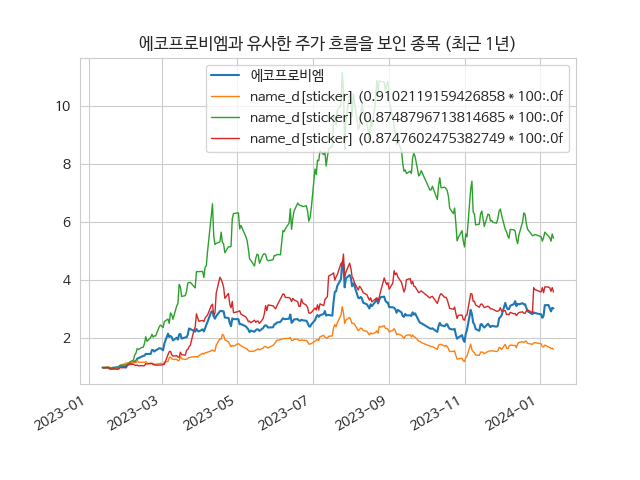 에코프로비엠과 유사한 주가 흐름을 보인 종목 (최근 1년)
에코프로비엠
name_d[sticker] (0.9102119159426858 * 100:.0f
name_d[sticker] (0.8748796713814685 * 100:.0f
name_d[sticker] (0.8747602475382749 * 100:.0f
10
8
6
4
2
2023-01
2023-03
2023-05
2023-07
2023-09
2023-11
2024-01